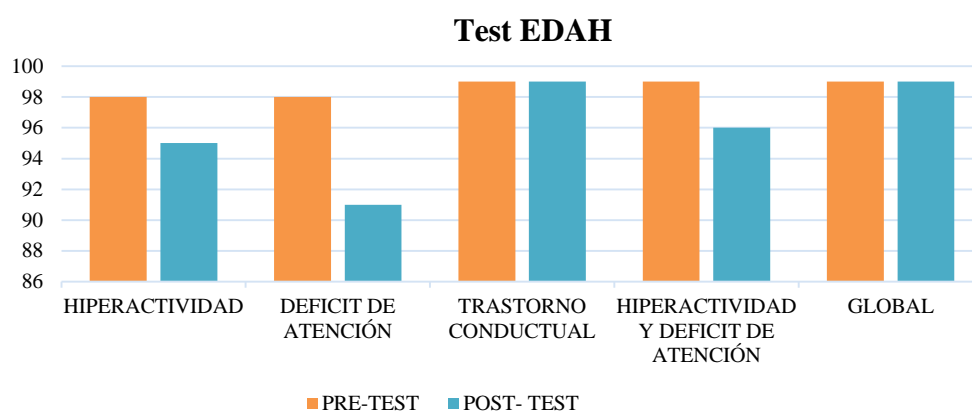 Test EDAH
100
98
96
94
92
90
88
86
HIPERACTIVIDAD
DEFICIT DE
ATENCIÓN
TRASTORNO
CONDUCTUAL
HIPERACTIVIDAD
Y DEFICIT DE
ATENCIÓN
GLOBAL
PRE-TEST
POST- TEST